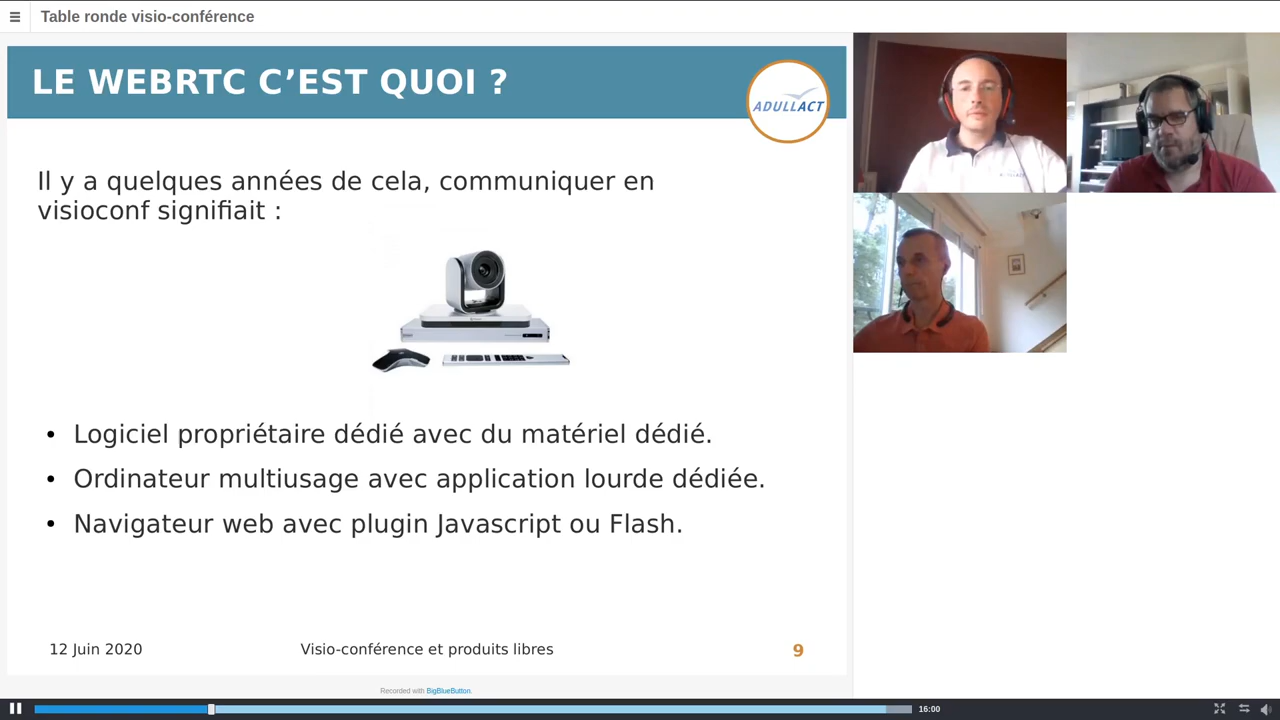 Table ronde visio-conférence
LE WEBRTC C’EST QUOI ?
ADULLACT
Il y a quelques années de cela, communiquer en
visioconf signifiait :
• Logiciel propriétaire dédié avec du matériel dédié.
• Ordinateur multiusage avec application lourde dédiée.
• Navigateur web avec plugin Javascript ou Flash.
12 Juin 2020
Visio-conférence et produits libres
9
Recorded with BigBlueButton.
16:00